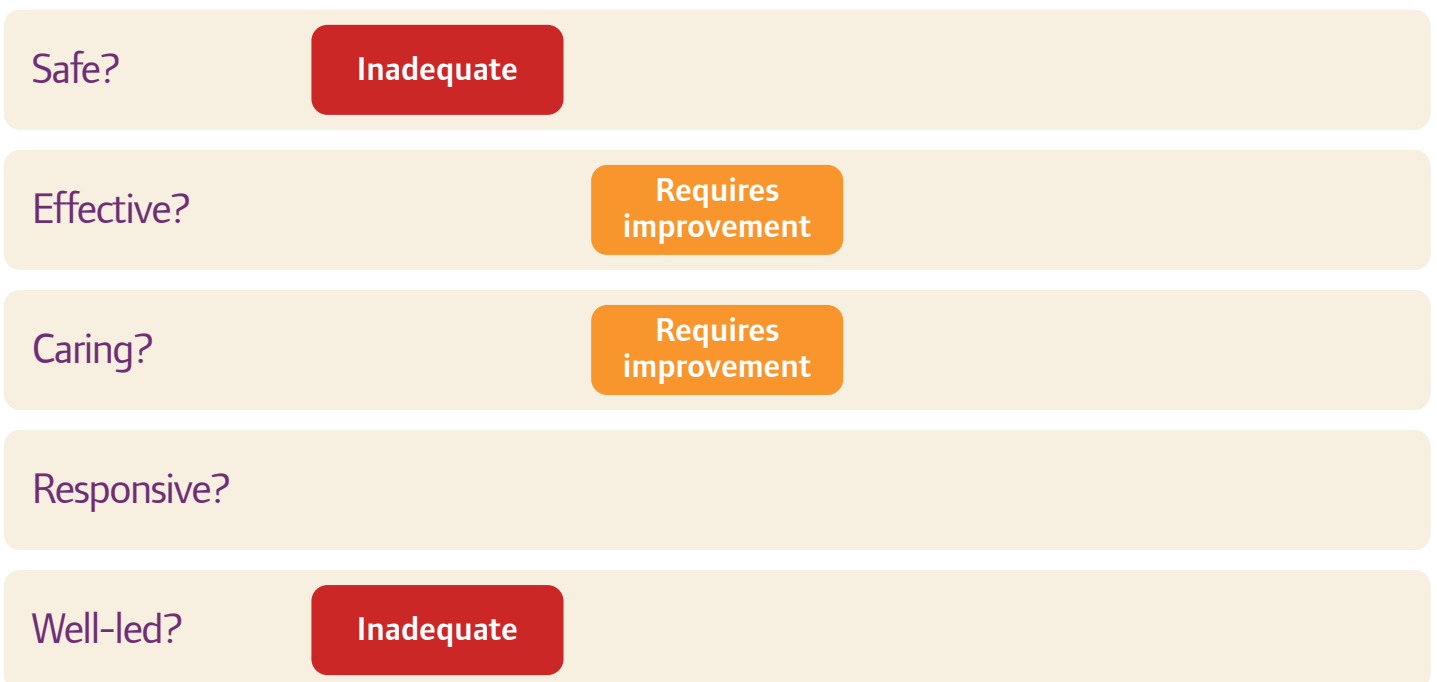 Safe?
Inadequate
Effective?
Requires
improvement
Caring?
Requires
improvement
Responsive?
Well-led?
Inadequate